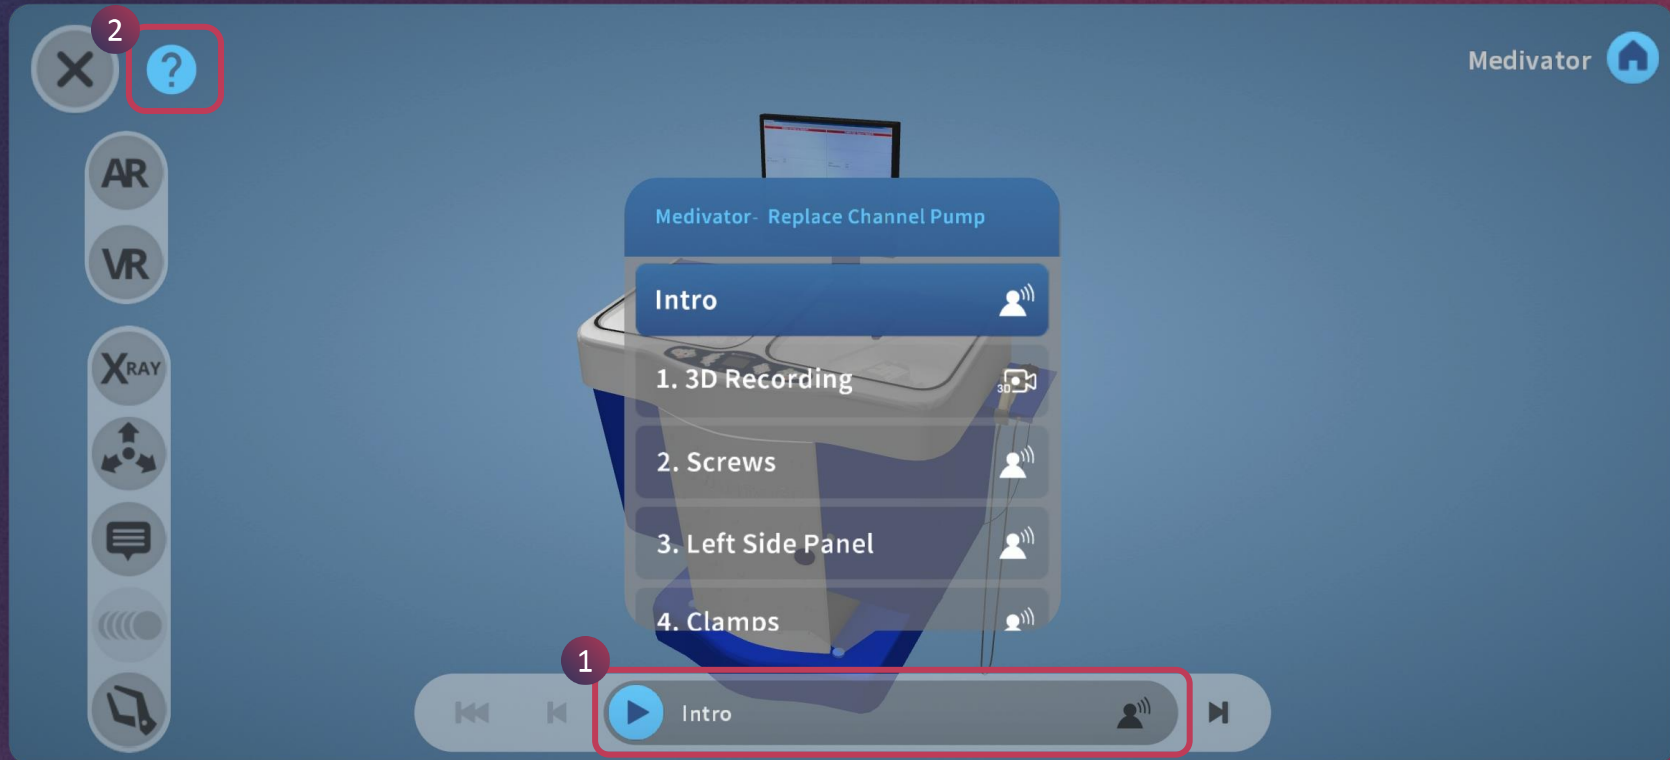 2
?
Medivator
AR
VR
XRAY
Medivator- Replace Channel Pump
Intro
1. 3D Recording
3D
2. Screws
3. Left Side Panel
4. Clamps
1
Intro